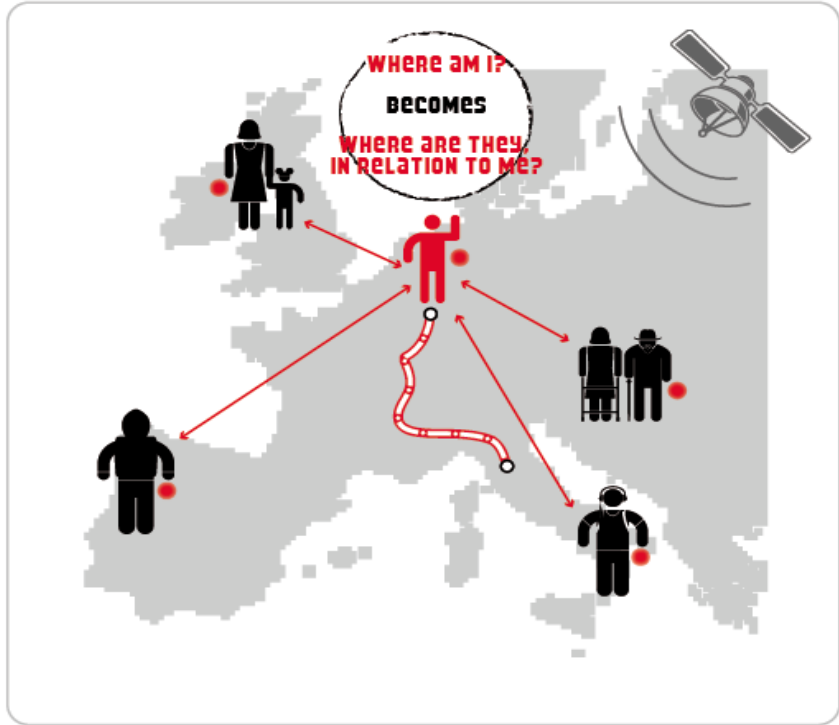 WHERE AM I?
BECOMES
WHERE ARE THEY,
IN RELATION TO ME?